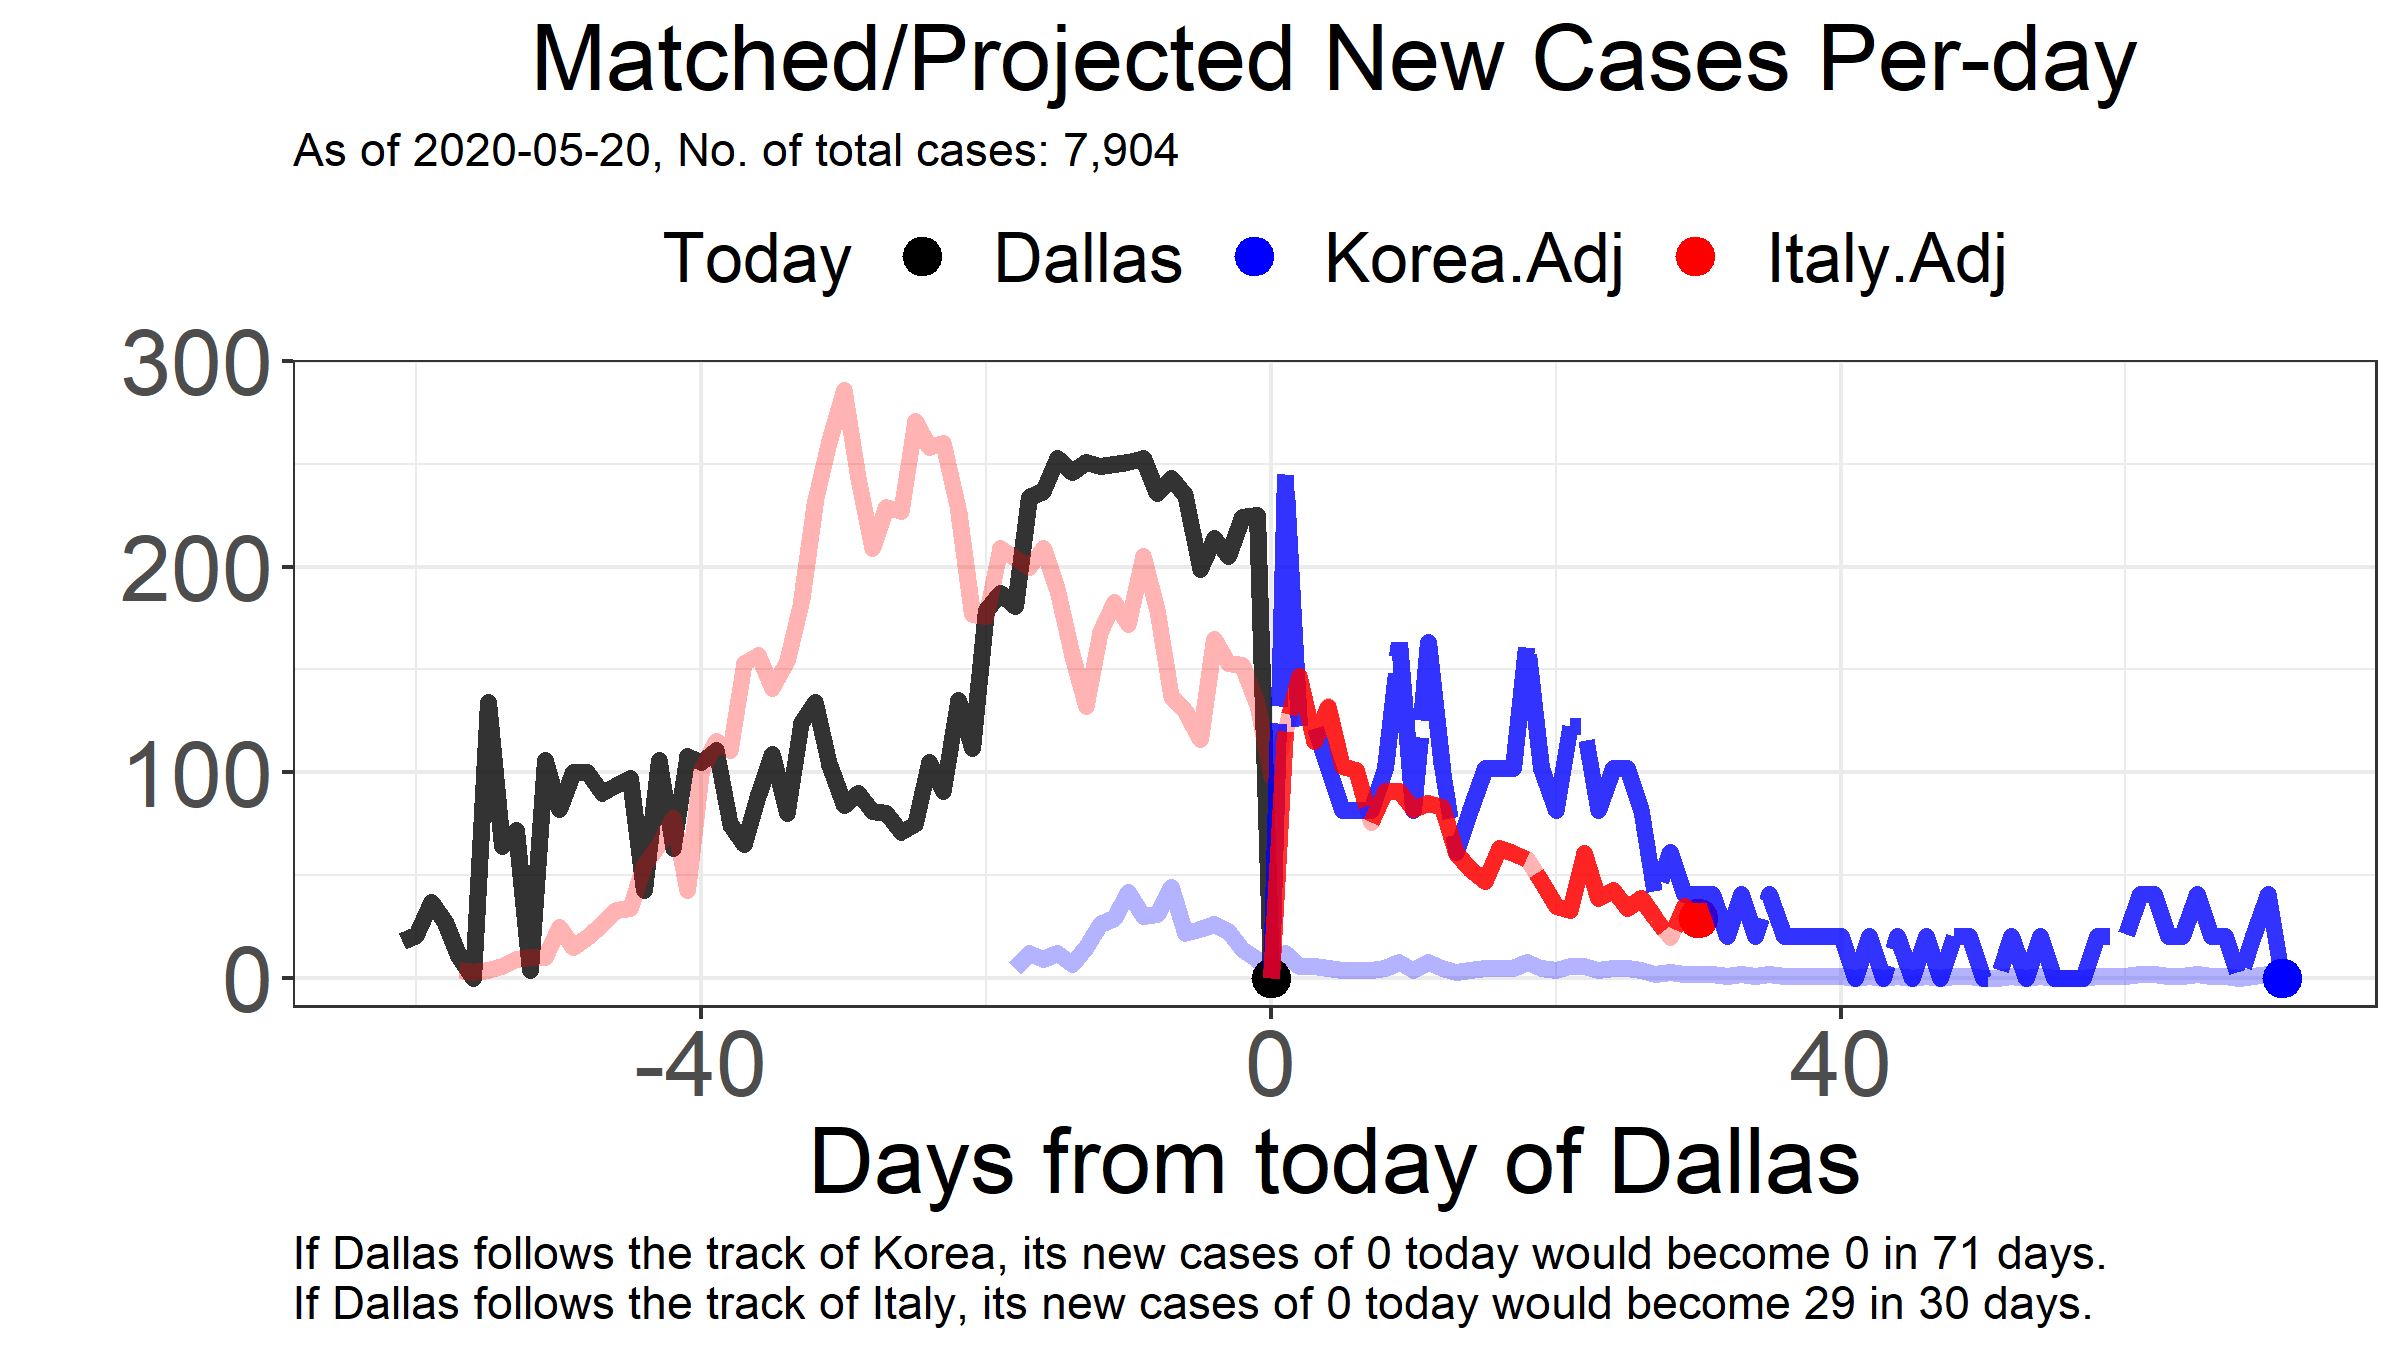 Matched/Projected New Cases Per-day
As of 2020-05-20, No. of total cases: 7,904
Today Dallas Korea.Adj Italy.Adj
300
200
100
0
-40 0 40
Days from today of Dallas
If Dallas follows the track of Korea, its new cases of 0 today would become 0 in 71 days.
If Dallas follows the track of Italy, its new cases of 0 today would become 29 in 30 days.